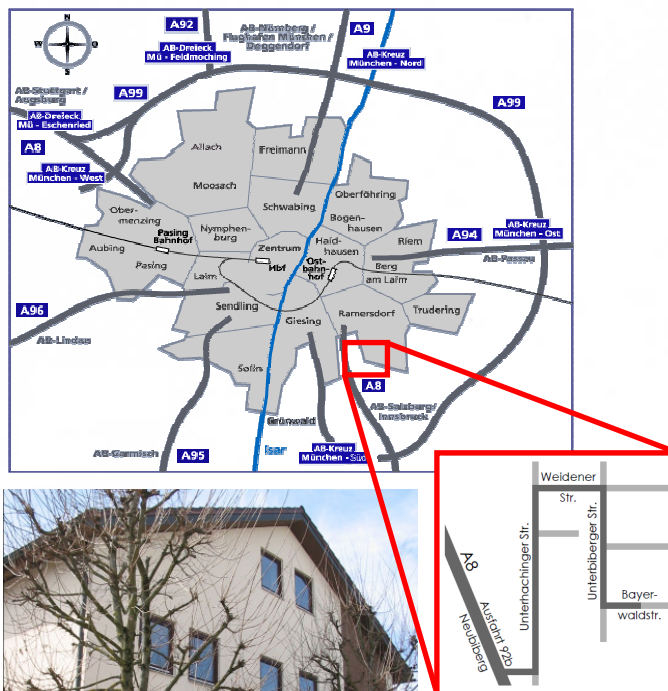 A92
AB-Nürnberg /
Flughafen München /
Deggendorf
A9
N
W
O
S
AB-Dreieck
Mü - Feldmoching
AB-Kreuz
München - Nord
AB-Stuttgart /
Augsburg
A99
A99
AB-Dreieck
Mü - Eschenried
A8
AB-Kreuz
München - West
Allach
Freimann
Moosach
Schwabing
Oberföhring
Ober-
menzing
Bogen-
hausen
Nymphen-
burg
Pasing
Bahnhof
Zentrum
Haid-
hausen
Riem
A94
AB-Kreuz
München - Ost
Aubing
Pasing
Laim
Hbf
Ost-
bahn-
hof
Berg
am Laim
AB-Passau
A96
Sendling
Giesing
Ramersdorf
Trudering
AB-Lindau
Solln
A8
AB-Salzburg/
Innsbruck
Grünwald
AB-Garmisch
A95
Isar
AB-Kreuz
München - Süd
Weidener
Str.
Unterhachinger Str.
Unterbiberger Str.
A8
Ausfahrt 92b
Neubiberg
Bayer-
waldstr.